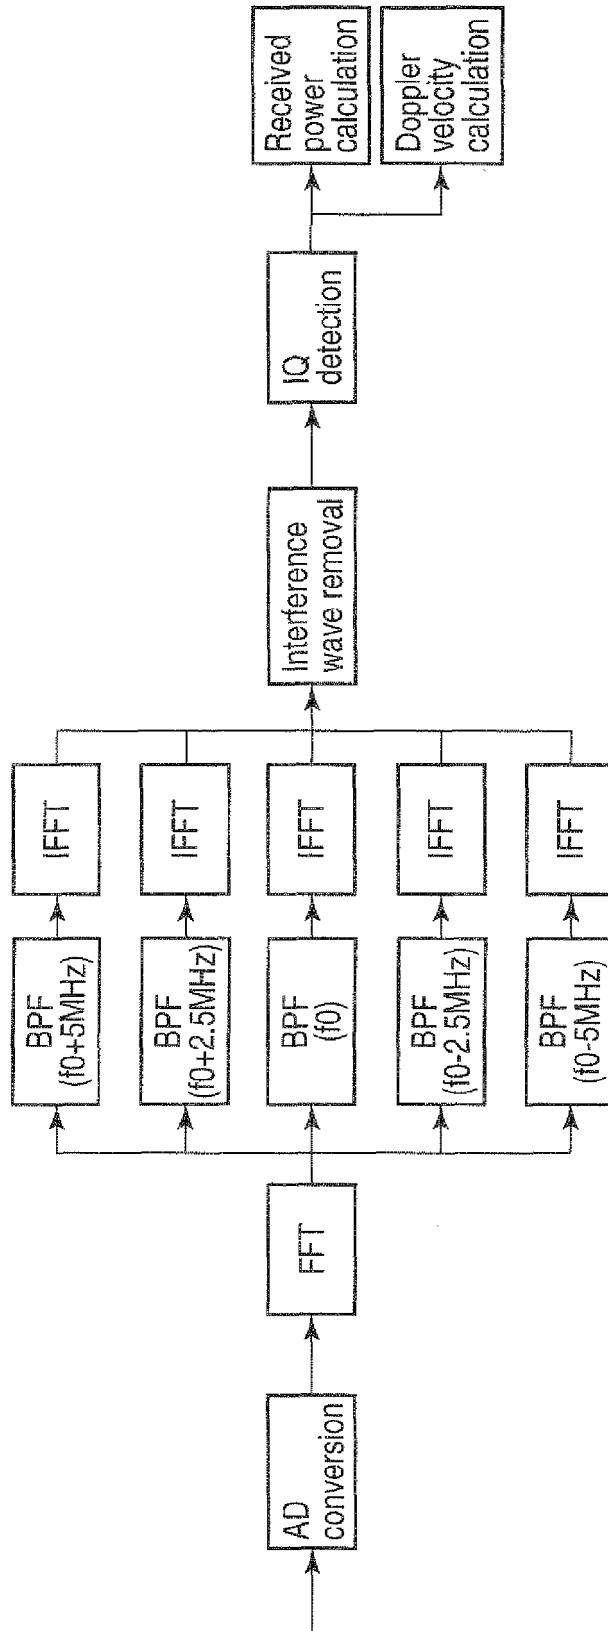 AD
conversion
FFT
BPF
(f0+5MHz)
IFFT
BPF
(f0+2.5MHz)
IFFT
BPF
(f0)
IFFT
BPF
(f0-2.5MHz)
IFFT
BPF
(f0-5MHz)
IFFT
Interference
wave removal
IQ
detection
Received
power
calculation
Doppler
velocity
calculation